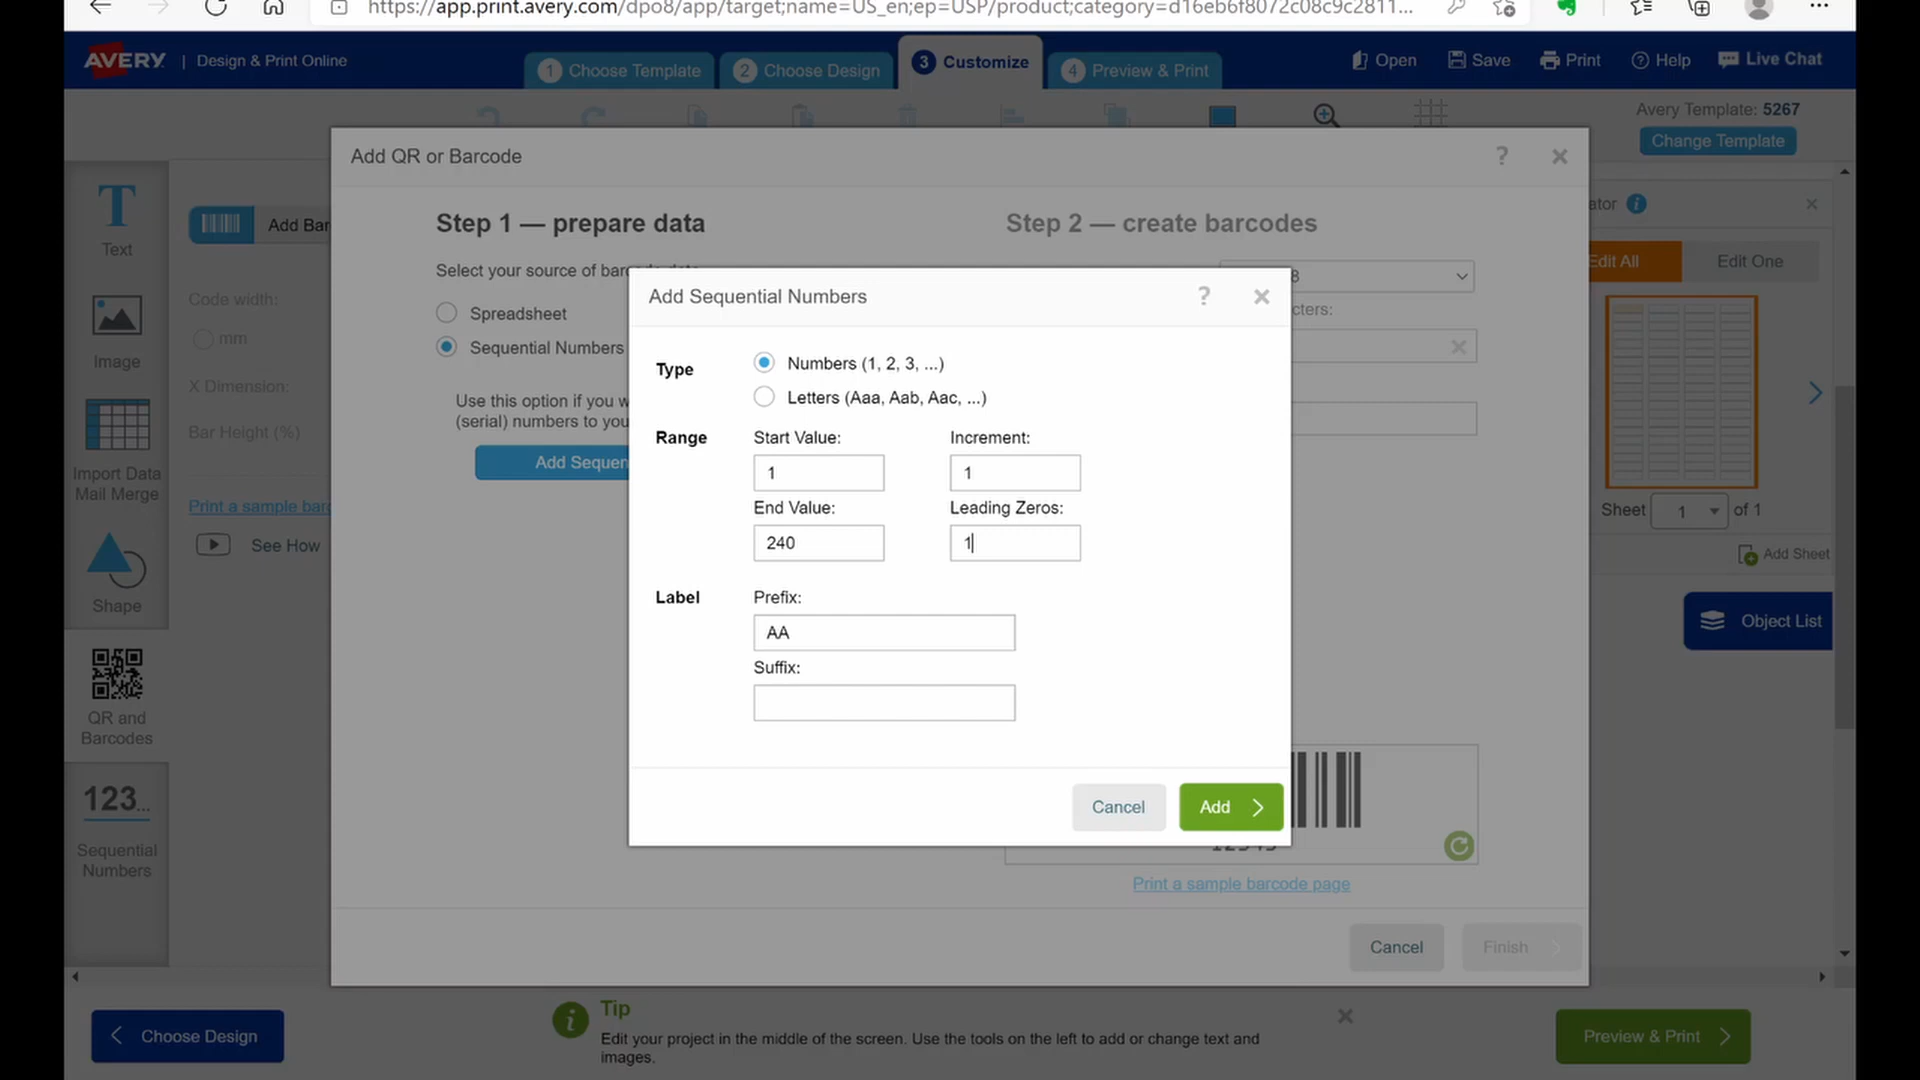 https://app.print.avery.com/dpo8/app/target;name=US_en;ep=USP/product;category=d16eb6f8072c08c9c2811...
AVERY | Design & Print Online
1 Choose Template
2 Choose Design
3 Customize
4 Preview & Print
Open
Save
Print
Help
Live Chat
Avery Template: 5267
Change Template
Add QR or Barcode
?
Text
Image
Import Data
Mail Merge
Shape
QR and
Barcodes
123...
Sequential
Numbers
Add Bar
Code width:
mm
X Dimension:
Bar Height (%)
Print a sample bar
See How
Step 1 — prepare data
Select your source of barcode data
Spreadsheet
Sequential Numbers
Use this option if you w
(serial) numbers to you
Add Sequen
Step 2 — create barcodes
8
cters:
Add Sequential Numbers
?
Type
Numbers (1, 2, 3, ...)
Letters (Aaa, Aab, Aac, ...)
Range
Start Value:
Increment:
1
1
End Value:
Leading Zeros:
240
1
Label
Prefix:
AA
Suffix:
Cancel
Add
12345
Print a sample barcode page
Cancel
Finish
ator
Edit All
Edit One
Sheet 1 of 1
Add Sheet
Object List
Choose Design
Tip
Edit your project in the middle of the screen. Use the tools on the left to add or change text and
images.
Preview & Print